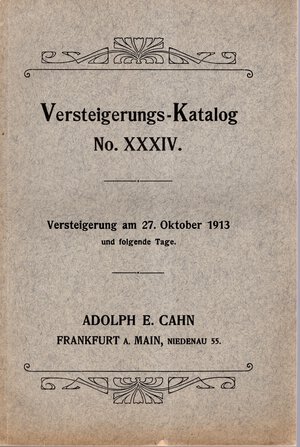 Versteigerungs-Katalog
No. XXXIV.
Versteigerung am 27. Oktober 1913
und folgende Tage.
ADOLPH E. CAHN
FRANKFURT A. MAIN, NIEDENAU 55.